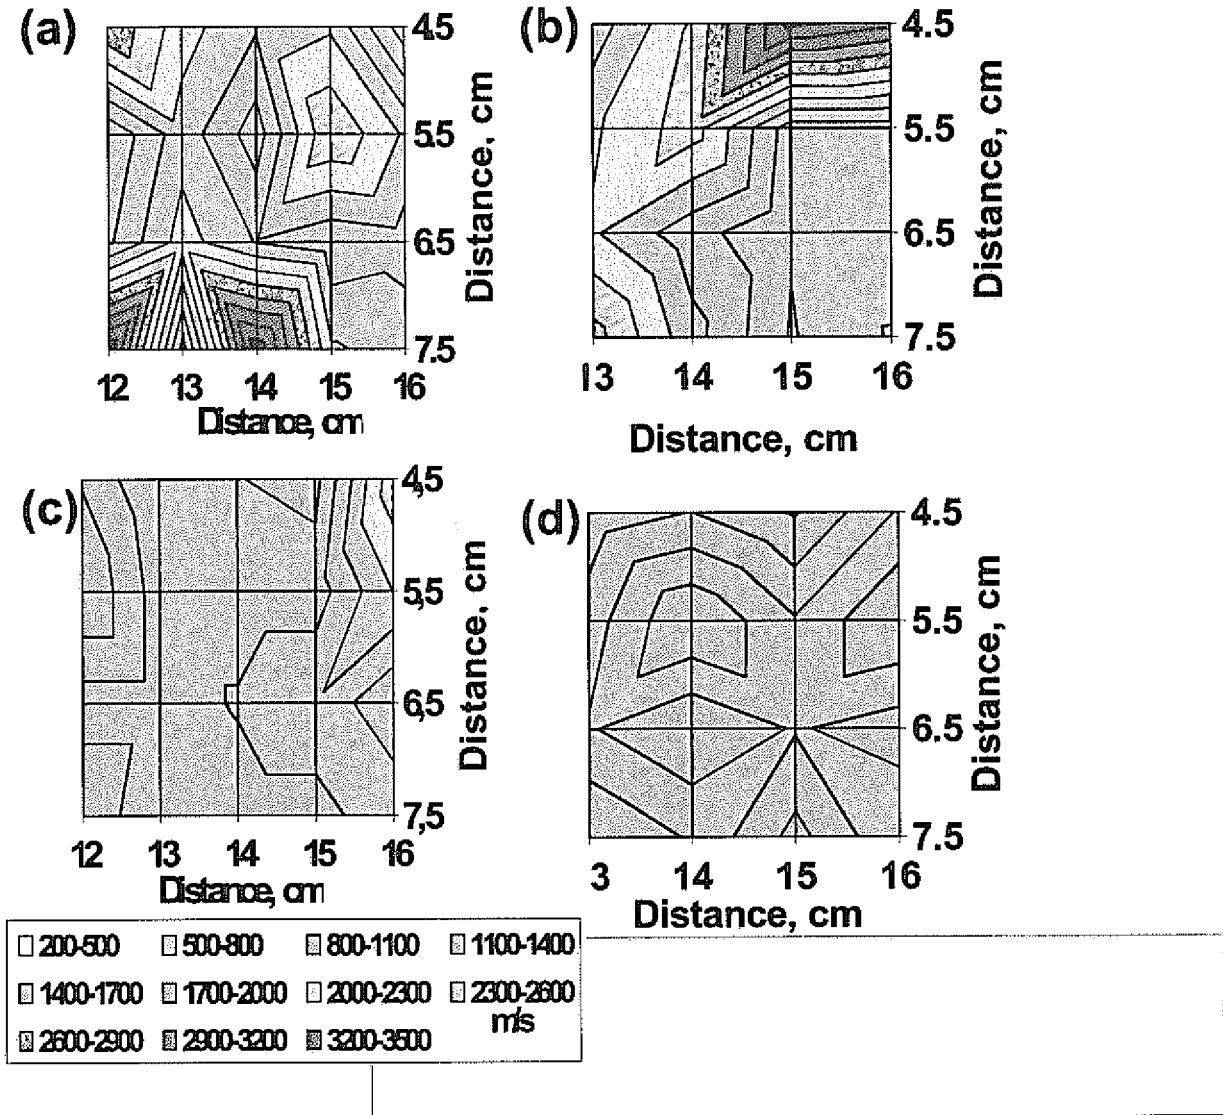 (a)
4.5
5.5
6.5
7.5
Distance, cm
12 13 14 15 16
Distance, cm
(b)
4.5
5.5
6.5
7.5
Distance, cm
13 14 15 16
Distance, cm
(c)
4,5
5,5
6,5
7,5
Distance, cm
12 13 14 15 16
Distance, cm
(d)
4.5
5.5
6.5
7.5
Distance, cm
3 14 15 16
Distance, cm
200-500 500-800 800-1100 1100-1400
1400-1700 1700-2000 2000-2300 2300-2600
m/s
2600-2900 2900-3200 3200-3500